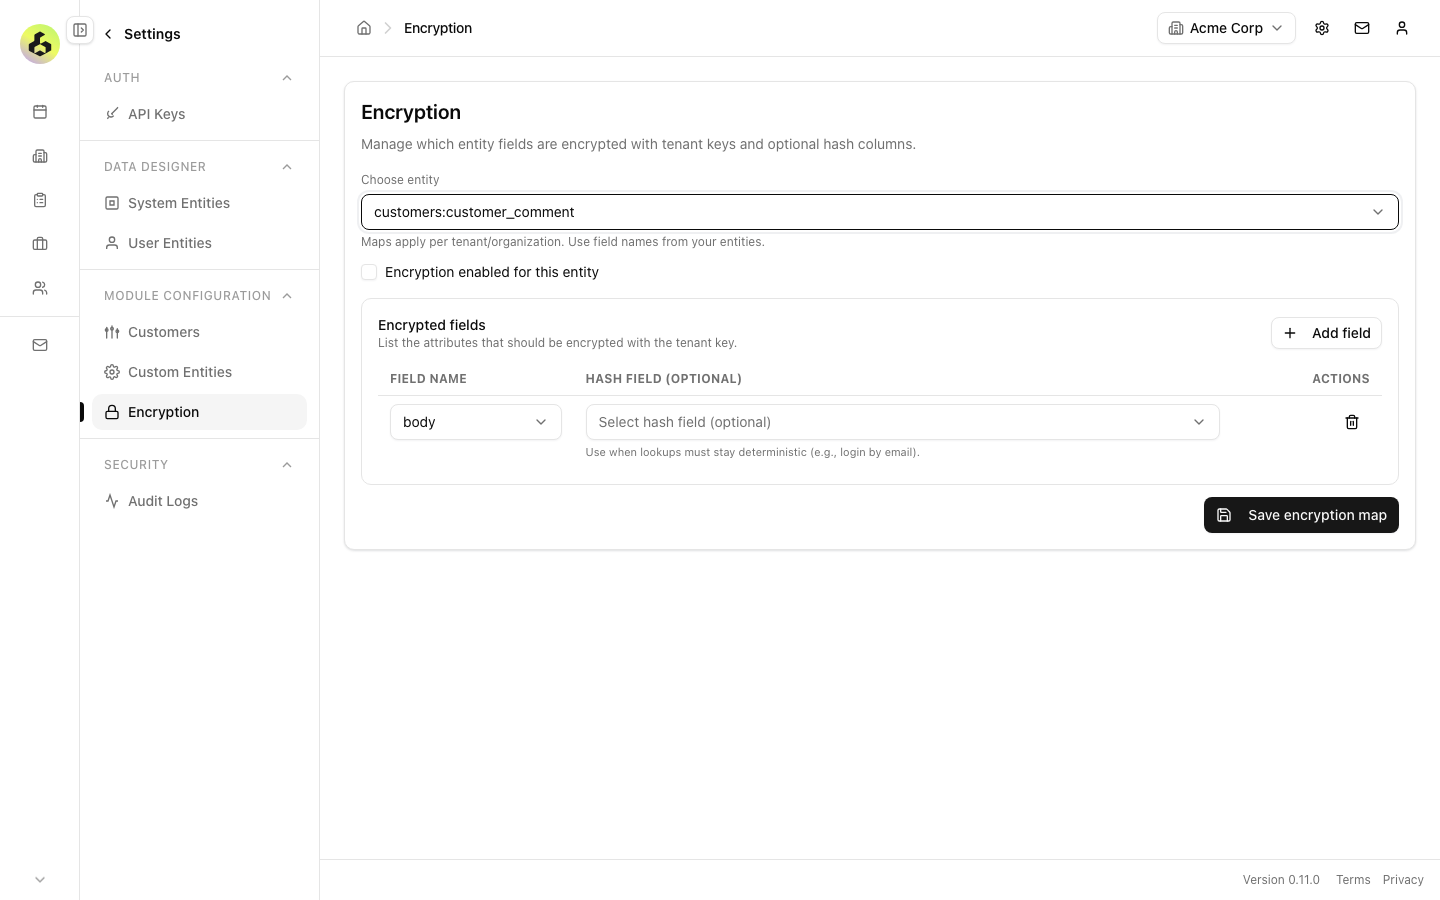 Settings
AUTH
API Keys
DATA DESIGNER
System Entities
User Entities
MODULE CONFIGURATION
Customers
Custom Entities
Encryption
SECURITY
Audit Logs
Encryption
Acme Corp
Encryption
Manage which entity fields are encrypted with tenant keys and optional hash columns.
Choose entity
customers:customer_comment
Maps apply per tenant/organization. Use field names from your entities.
Encryption enabled for this entity
Encrypted fields
List the attributes that should be encrypted with the tenant key.
Add field
FIELD NAME HASH FIELD (OPTIONAL) ACTIONS
body Select hash field (optional)
Use when lookups must stay deterministic (e.g., login by email).
Save encryption map
Version 0.11.0 Terms Privacy